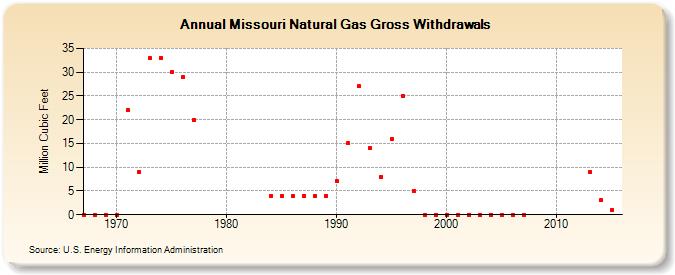 Annual Missouri Natural Gas Gross Withdrawals
Million Cubic Feet
35
30
25
20
15
10
5
0
1970 1980 1990 2000 2010
Source: U.S. Energy Information Administration